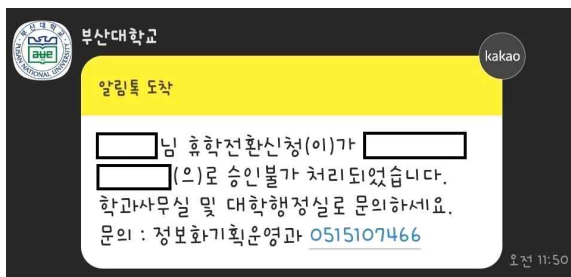 부산대학교
kakao
알림톡 도착
님 휴학전환신청(이)가
(으)로 승인불가 처리되었습니다.
학과사무실 및 대학행정실로 문의하세요.
문의 : 정보화기획운영과 0515107466
오전 11:50